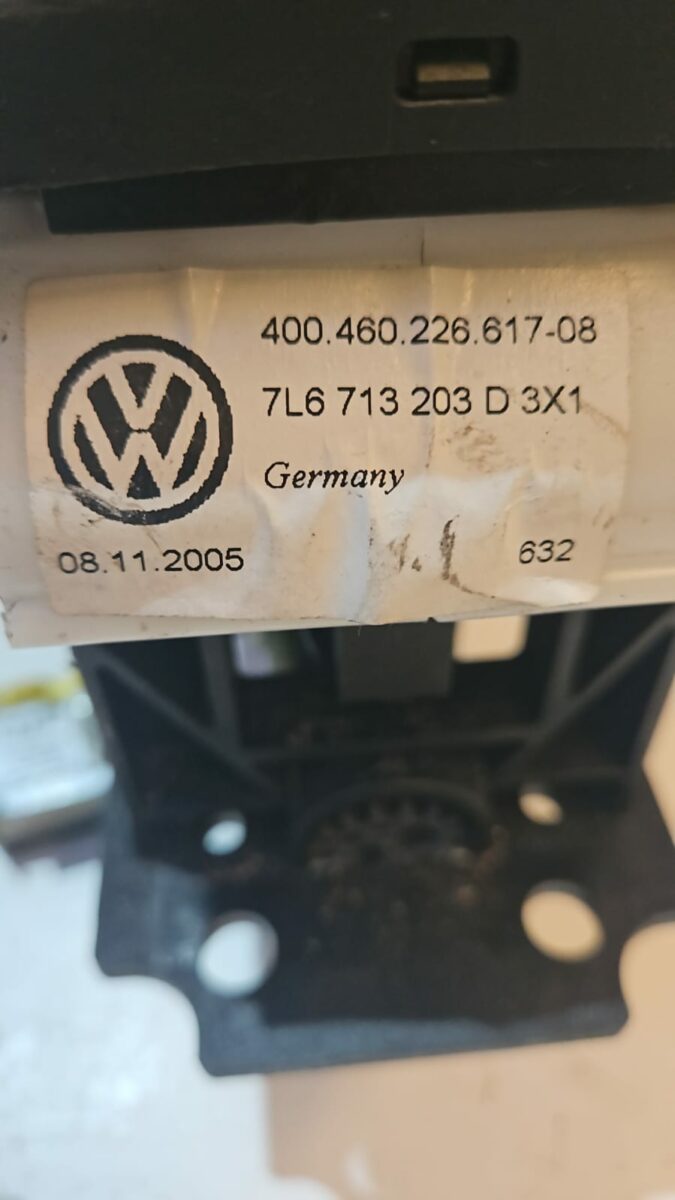 400.460.226.617-08
7L6 713 203 D 3X1
Germany
08.11.2005 632